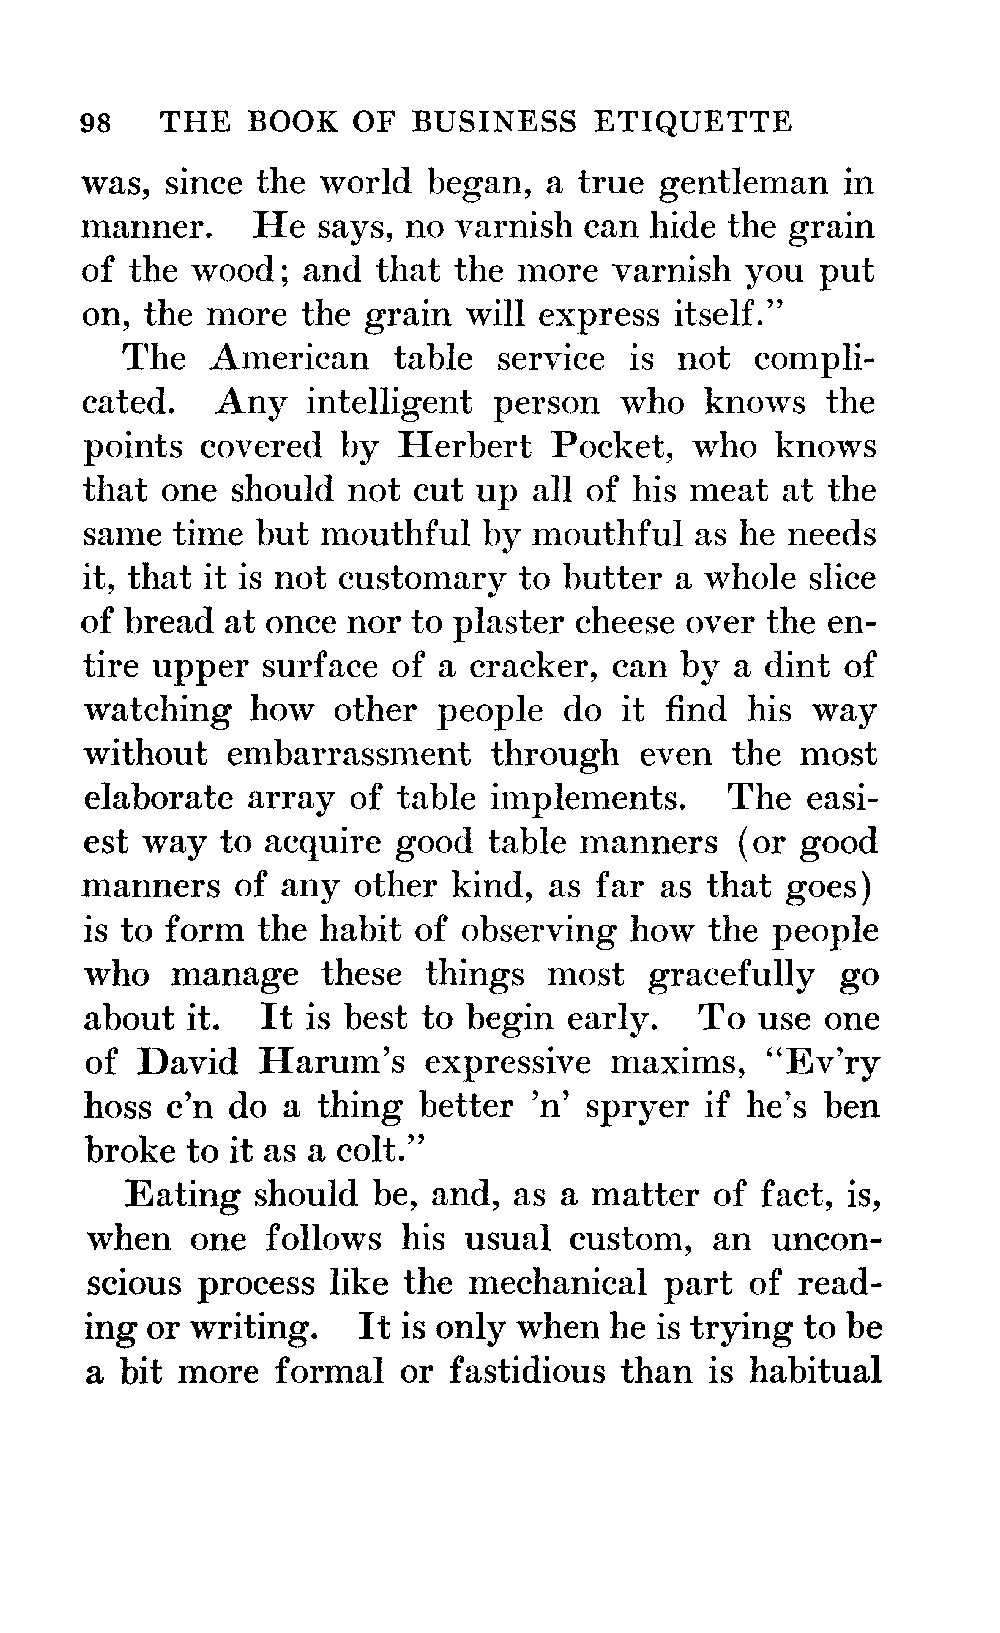 98 THE BOOK OF BUSINESS ETIQUETTE
was, since the world began, a true gentleman in
manner. He says, no varnish can hide the grain
of the wood; and that the more varnish you put
on, the more the grain will express itself.”
The American table service is not compli-
cated. Any intelligent person who knows the
points covered by Herbert Pocket, who knows
that one should not cut up all of his meat at the
same time but mouthful by mouthful as he needs
it, that it is not customary to butter a whole slice
of bread at once nor to plaster cheese over the en-
tire upper surface of a cracker, can by a dint of
watching how other people do it find his way
without embarrassment through even the most
elaborate array of table implements. The easi-
est way to acquire good table manners (or good
manners of any other kind, as far as that goes)
is to form the habit of observing how the people
who manage these things most gracefully go
about it. It is best to begin early. To use one
of David Harum’s expressive maxims, “Ev’ry
hoss c’n do a thing better ’n’ spryer if he’s ben
broke to it as a colt.”
Eating should be, and, as a matter of fact, is,
when one follows his usual custom, an uncon-
scious process like the mechanical part of read-
ing or writing. It is only when he is trying to be
a bit more formal or fastidious than is habitual